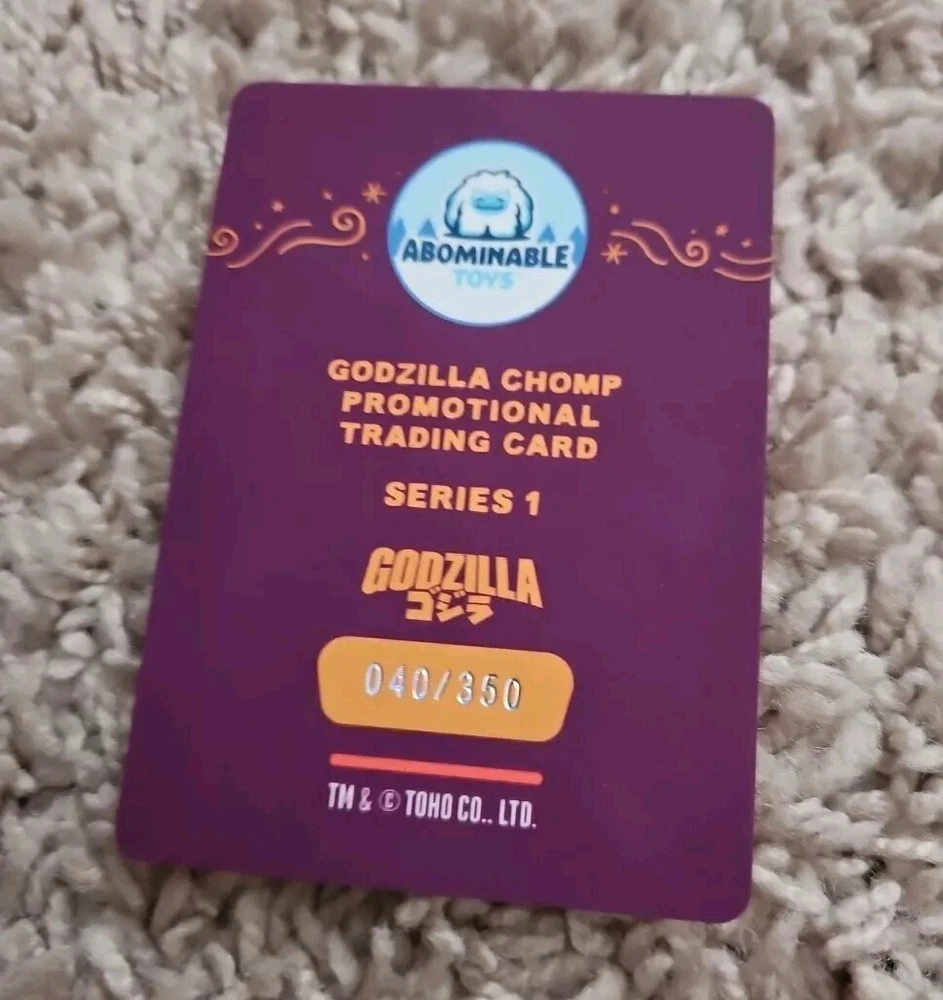 ABOMINABLE
TOYS
GODZILLA CHOMP
PROMOTIONAL
TRADING CARD
SERIES 1
GODZILLA
ゴジラ
040/350
TM & © TOHO CO.. LTD.